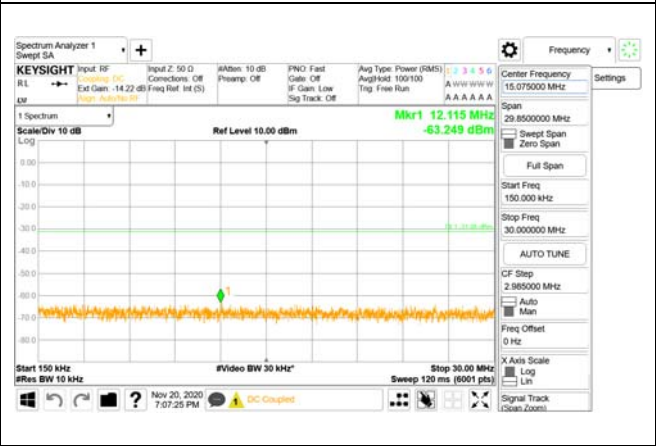 Spectrum Analyzer 1
Swept SA
+
Frequency
Settings
KEYSIGHT
RL
Input: RF
Coupling: DC
Ext Gain: -14.22 dB
Align: Auto/No RF
Input Z: 50 Ω
Corrections: Off
Freq Ref: Int (S)
#Atten: 10 dB
Preamp: Off
PNO: Fast
Gate: Off
IF Gain: Low
Sig Track: Off
Avg Type: Power (RMS)
Avg|Hold: 100/100
Trig: Free Run
1 2 3 4 5 6
A W W W W W
A A A A A A
1 Spectrum
Scale/Div 10 dB
Log
Ref Level 10.00 dBm
Mkr1 12.115 MHz
-63.249 dBm
0.00
-10.0
-20.0
-30.0
-40.0
-50.0
-60.0
-70.0
-80.0
1
Start 150 kHz
#Res BW 10 kHz
#Video BW 30 kHz*
Stop 30.00 MHz
Sweep 120 ms (6001 pts)
Center Frequency
15.075000 MHz
Span
29.8500000 MHz
Swept Span
Zero Span
Full Span
Start Freq
150.000 kHz
Stop Freq
30.000000 MHz
AUTO TUNE
CF Step
2.985000 MHz
Auto
Man
Freq Offset
0 Hz
X Axis Scale
Log
Lin
Signal Track
(Span Zoom)
?
Nov 20, 2020
7:07:25 PM
1
DC Coupled